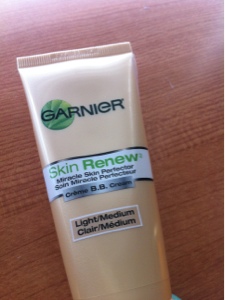 GARNIER
Skin Renew
Miracle Skin Perfector
Soin Miracle Perfecteur
Crème B.B. Cream
Light/Medium
Clair/Médium